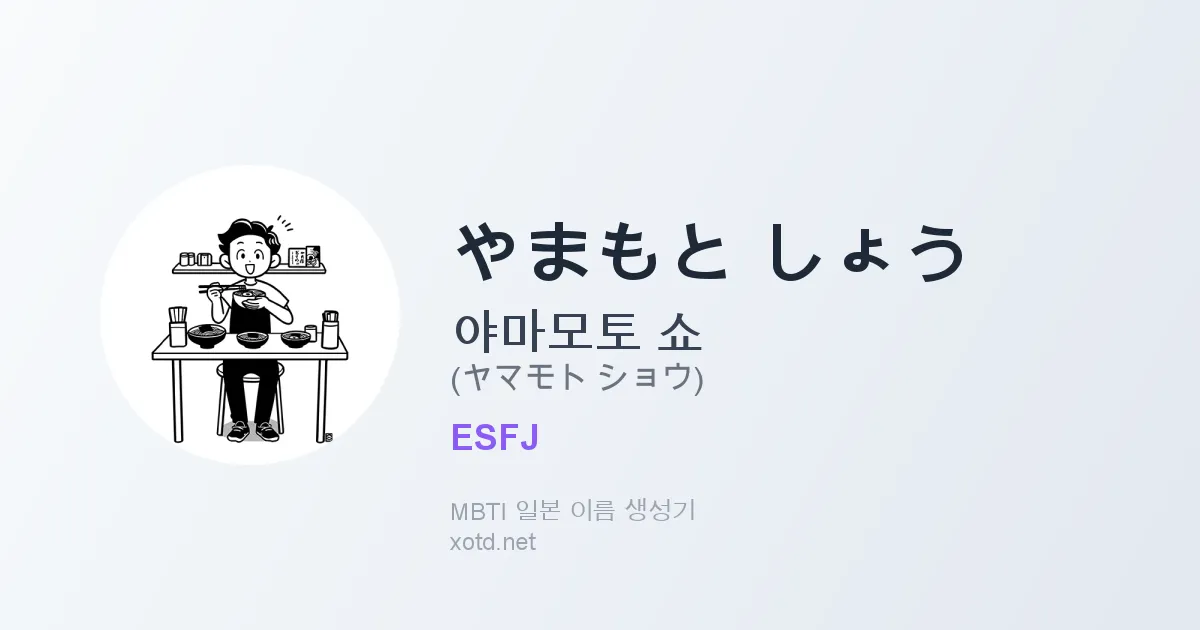 やまもと しょう
야마모토 쇼
(ヤマモト ショウ)
ESFJ
MBTI 일본 이름 생성기
xotd.net